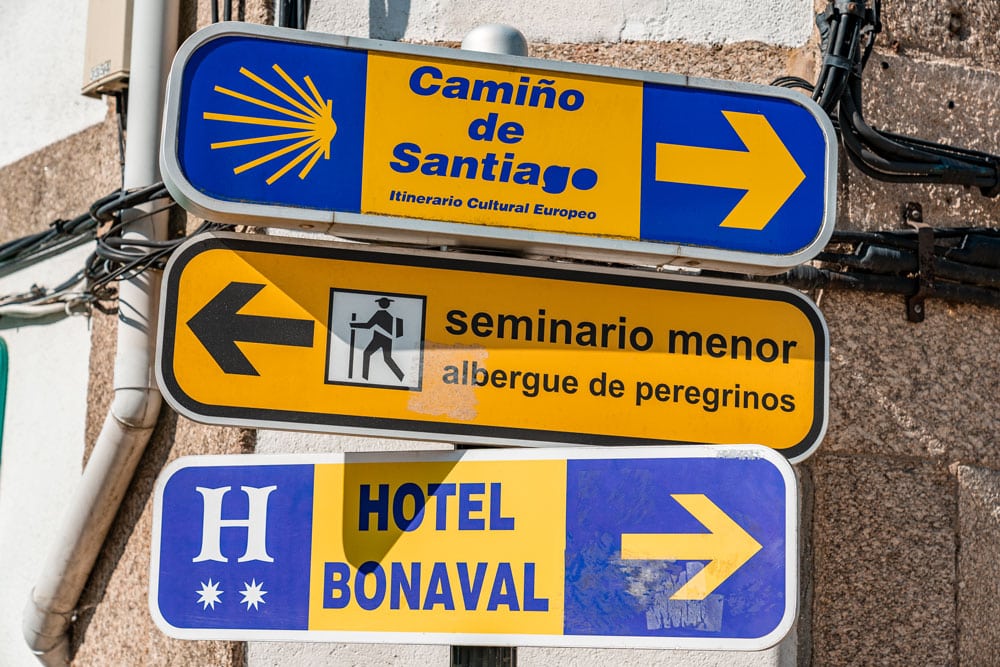 Camiño
de
Santiago
Itinerario Cultural Europeo
seminario menor
albergue de peregrinos
H
HOTEL
BONAVAL